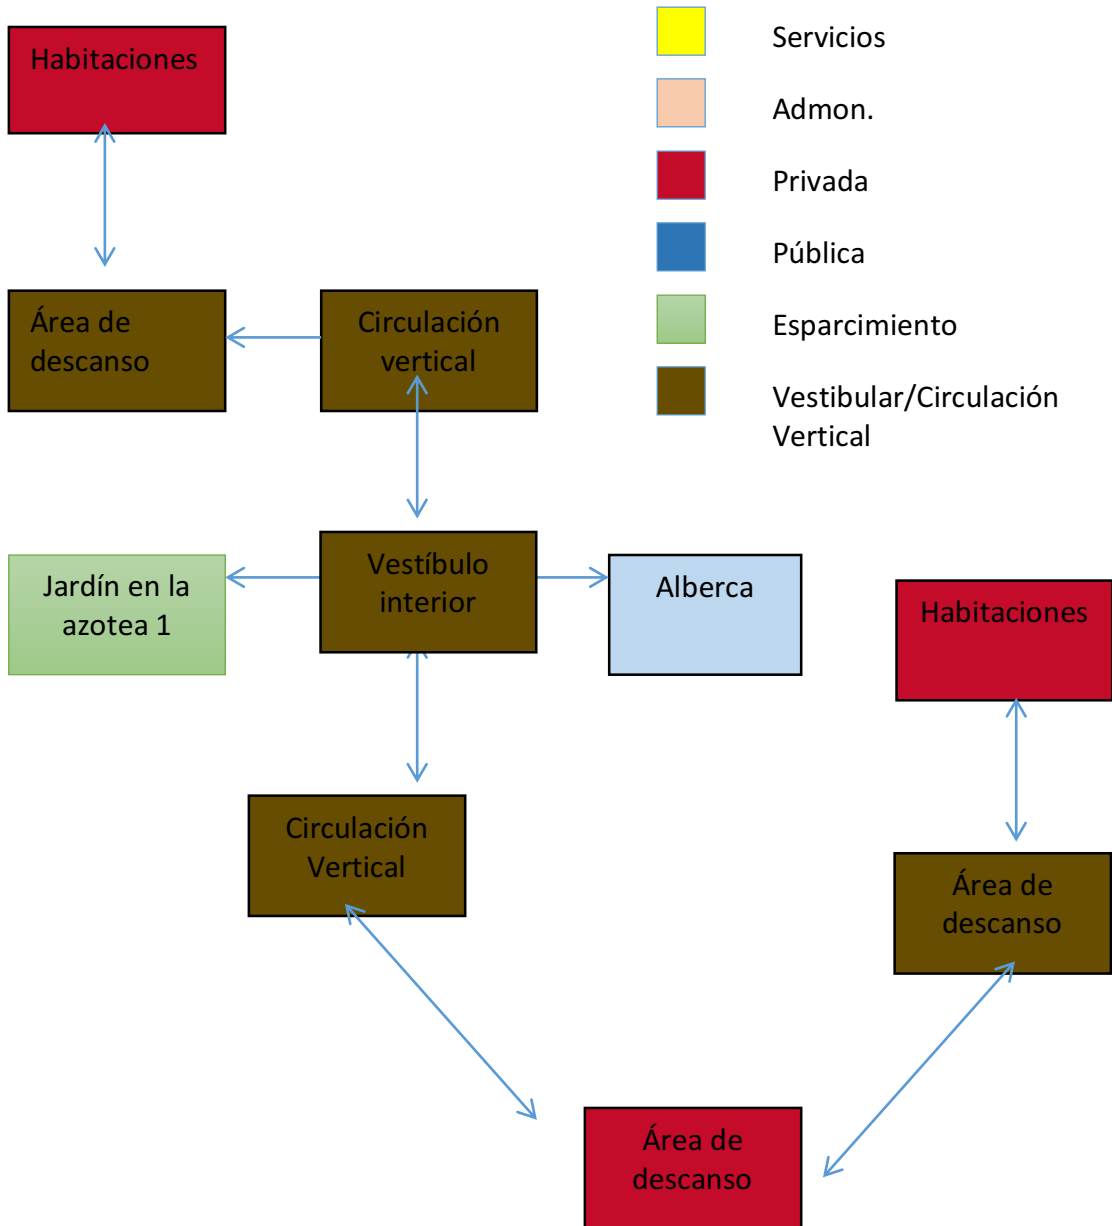 Habitaciones
Servicios
Admon.
Privada
Pública
Esparcimiento
Vestibular/Circulación
Vertical
Área de
descanso
Circulación
vertical
Jardín en la
azotea 1
Vestíbulo
interior
Alberca
Habitaciones
Circulación
Vertical
Área de
descanso
Área de
descanso